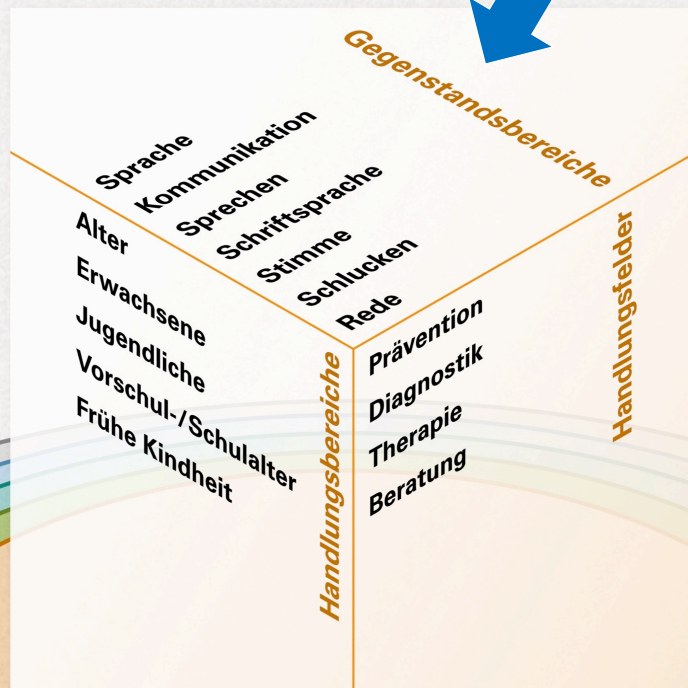 Gegenstandsbereiche
Sprache
Kommunikation
Sprechen
Schriftsprache
Stimme
Schlucken
Rede
Alter
Erwachsene
Jugendliche
Vorschul-/Schulalter
Frühe Kindheit
Handlungsbereiche
Prävention
Diagnostik
Therapie
Beratung
Handlungsfelder